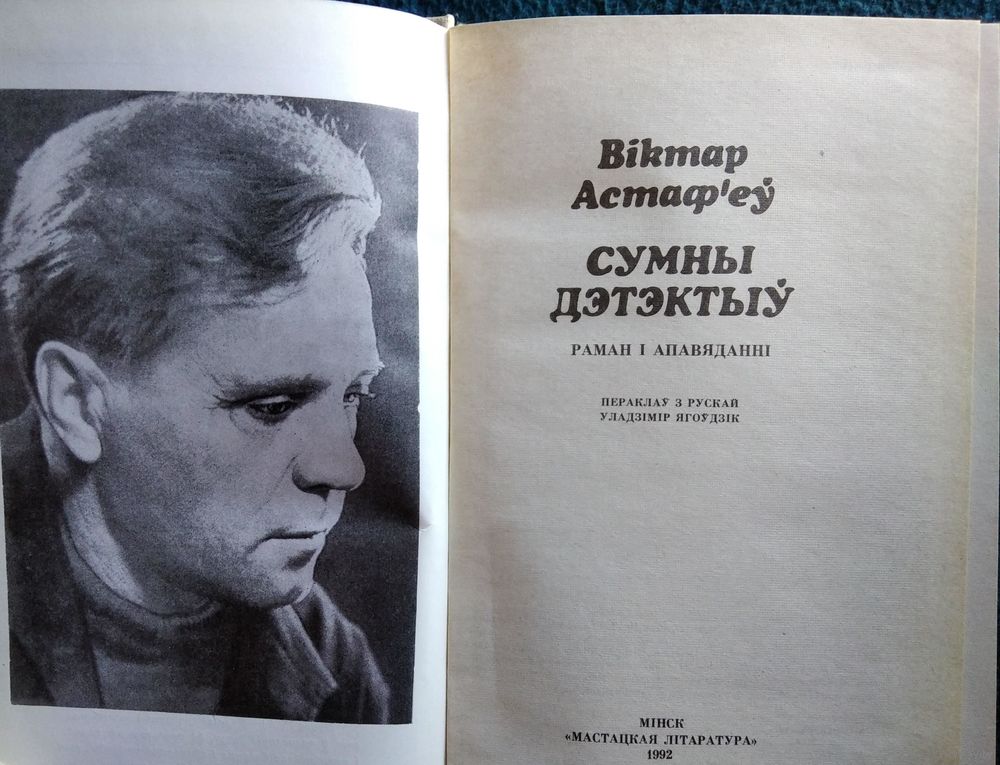 Віктар
Астаф'еў
СУМНЫ
ДЭТЭКТЫЎ
РАМАН І АПАВЯДАННІ
ПЕРАКЛАЎ З РУСКАЙ
УЛАДЗІМІР ЯГОЎДЗІК
МІНСК
«МАСТАЦКАЯ ЛІТАРАТУРА»
1992